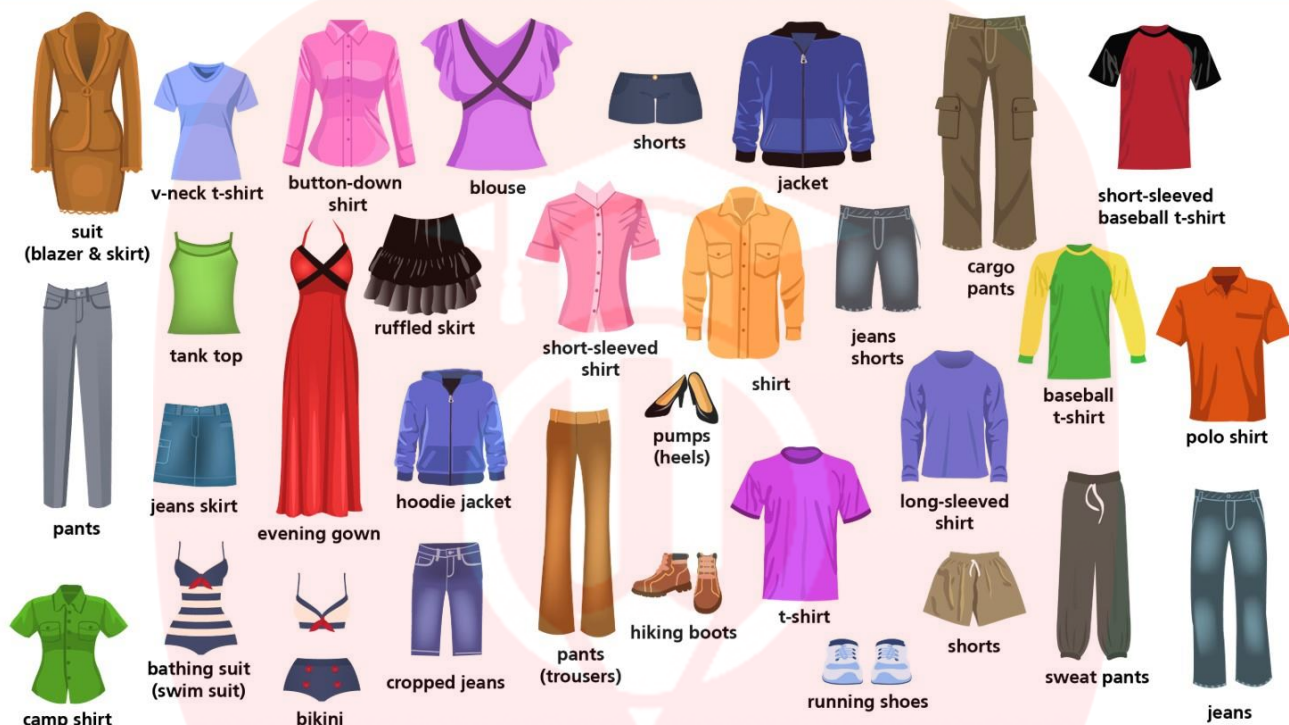 suit
(blazer & skirt)
v-neck t-shirt
button-down
shirt
blouse
shorts
jacket
cargo
pants
short-sleeved
baseball t-shirt
pants
tank top
evening gown
ruffled skirt
short-sleeved
shirt
shirt
jeans
shorts
baseball
t-shirt
polo shirt
jeans skirt
hoodie jacket
pumps
(heels)
long-sleeved
shirt
camp shirt
bathing suit
(swim suit)
bikini
cropped jeans
pants
(trousers)
hiking boots
t-shirt
running shoes
shorts
sweat pants
jeans